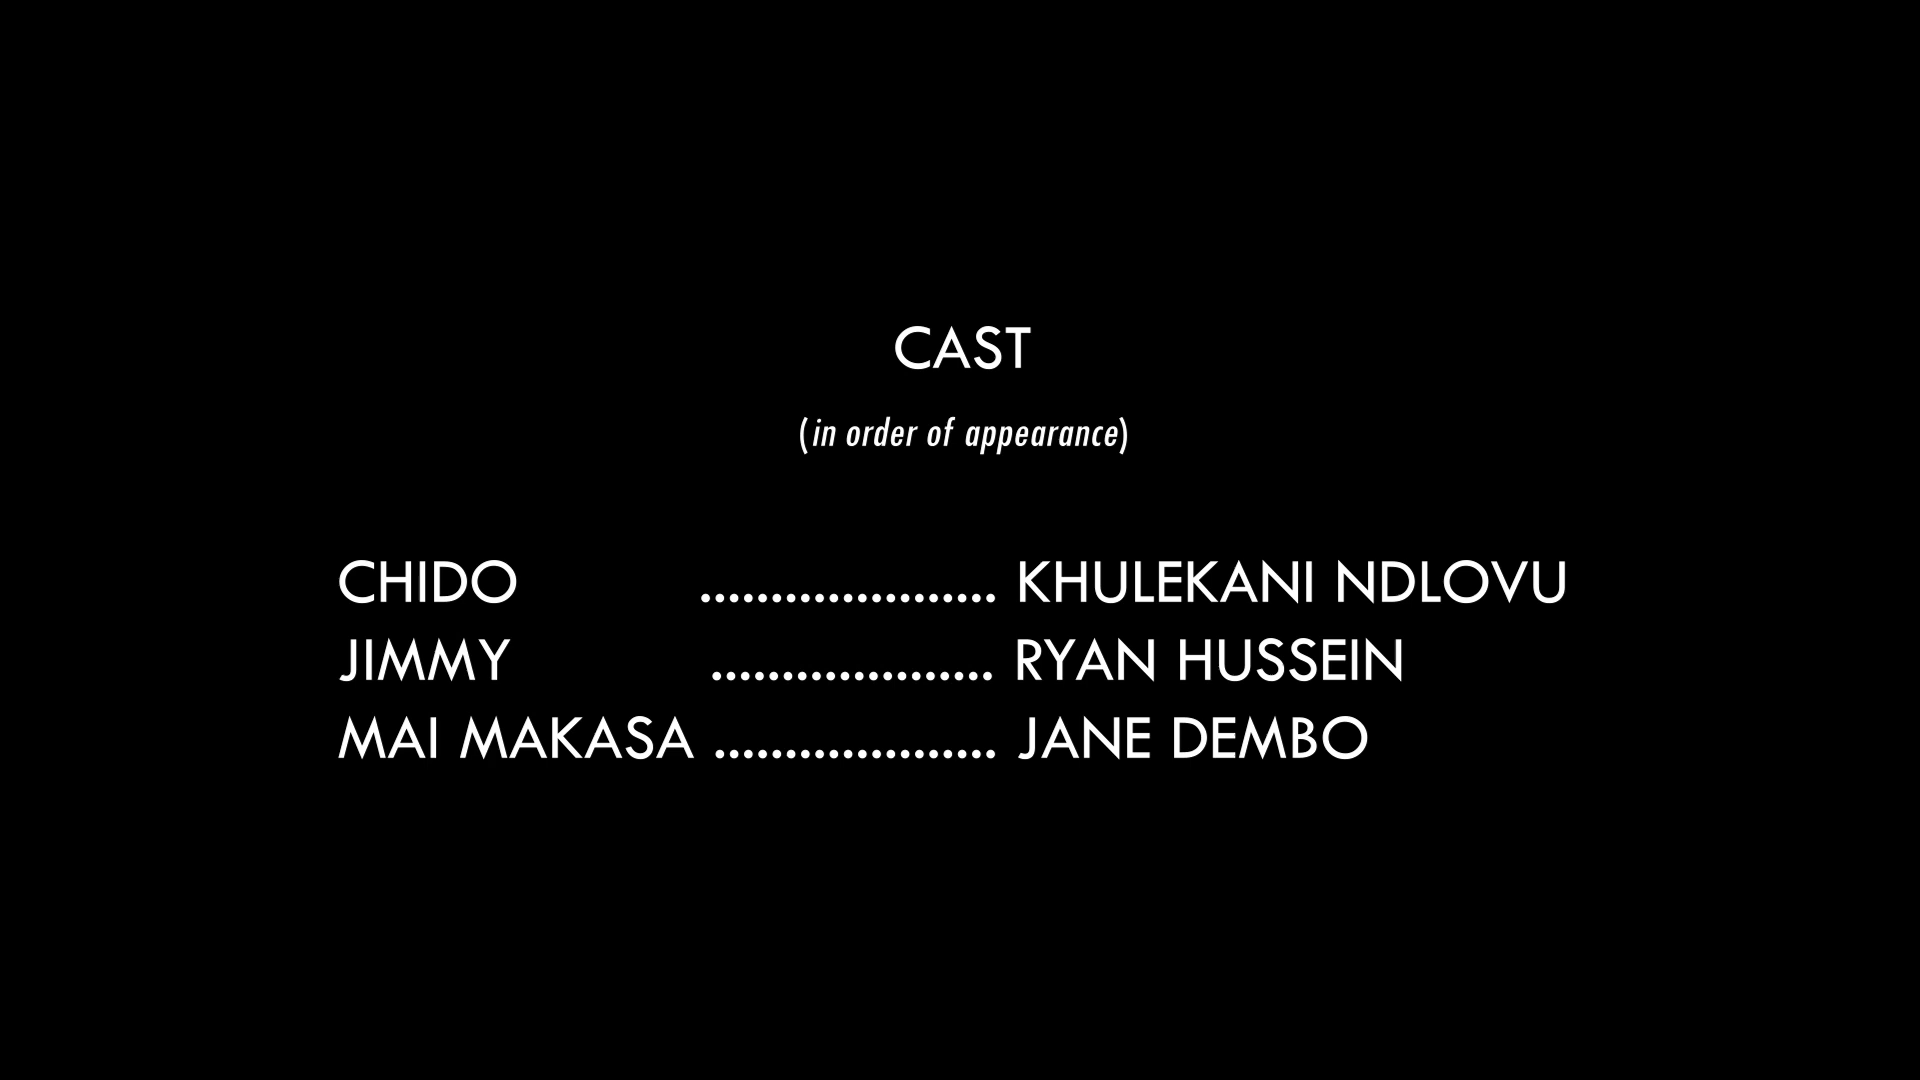 CAST
(in order of appearance)
CHIDO ..................... KHULEKANI NDLOVU
JIMMY .................... RYAN HUSSEIN
MAI MAKASA .................... JANE DEMBO